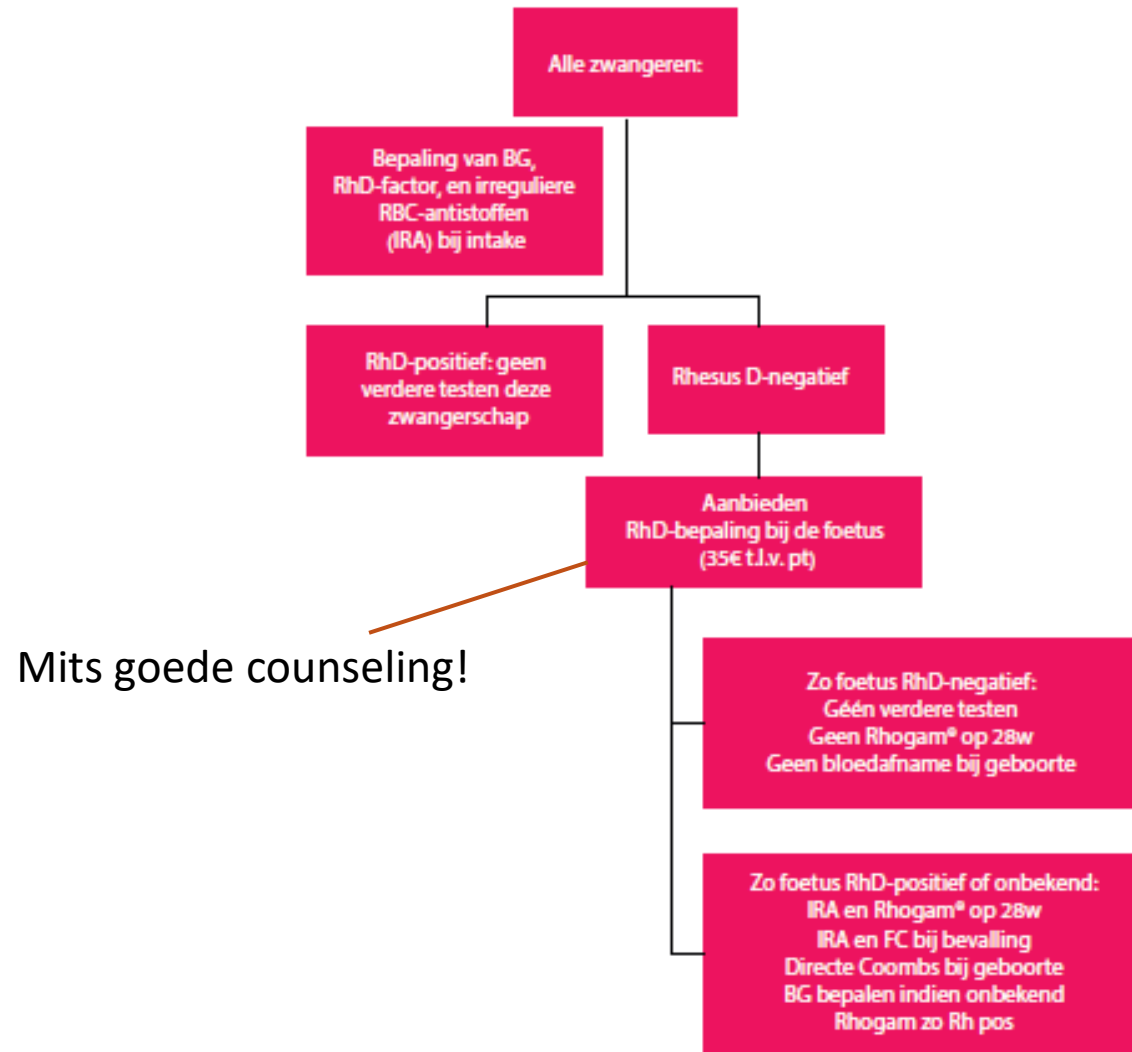 Alle zwangeren:
Bepaling van BG,
RhD-factor, en irreguliere
RBC-antistoffen
(IRA) bij intake
RhD-positief: geen
verdere testen deze
zwangerschap
Rhesus D-negatief
Aanbieden
RhD-bepaling bij de foetus
(35€ t.l.v. pt)
Mits goede counseling!
Zo foetus RhD-negatief:
Géén verdere testen
Geen Rhogam® op 28w
Geen bloedafname bij geboorte
Zo foetus RhD-positief of onbekend:
IRA en Rhogam® op 28w
IRA en FC bij bevalling
Directe Coombs bij geboorte
BG bepalen indien onbekend
Rhogam zo Rh pos